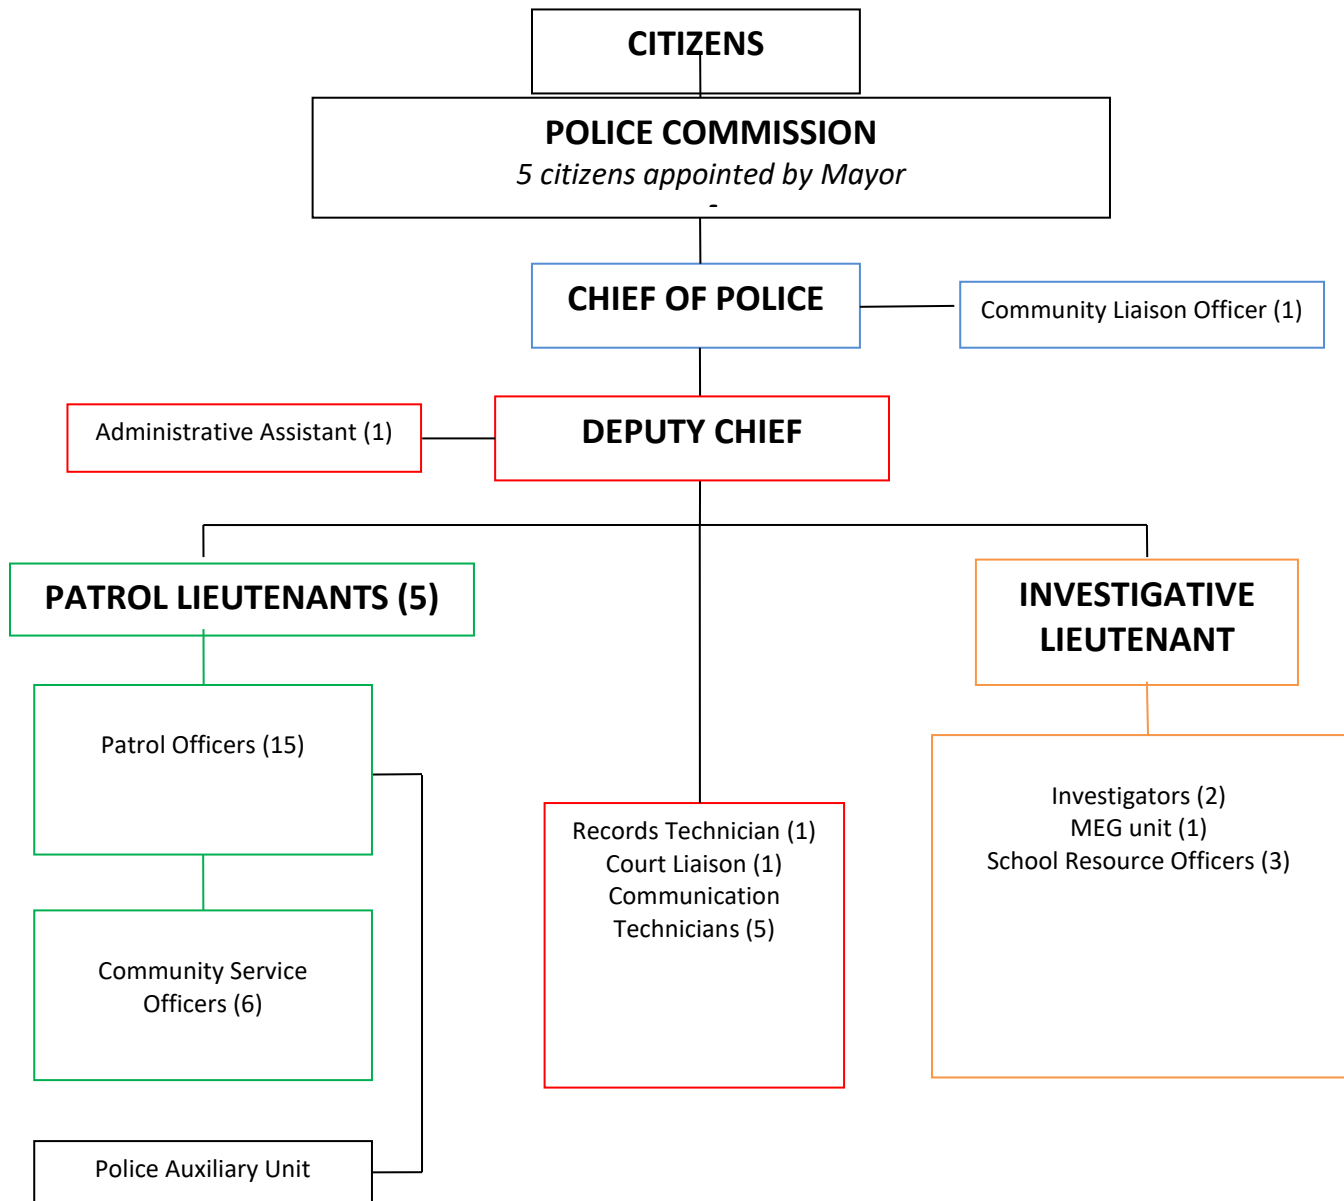 CITIZENS
POLICE COMMISSION
5 citizens appointed by Mayor
-
CHIEF OF POLICE
Community Liaison Officer (1)
Administrative Assistant (1)
DEPUTY CHIEF
PATROL LIEUTENANTS (5)
INVESTIGATIVE
LIEUTENANT
Patrol Officers (15)
Records Technician (1)
Court Liaison (1)
Communication
Technicians (5)
Investigators (2)
MEG unit (1)
School Resource Officers (3)
Community Service
Officers (6)
Police Auxiliary Unit